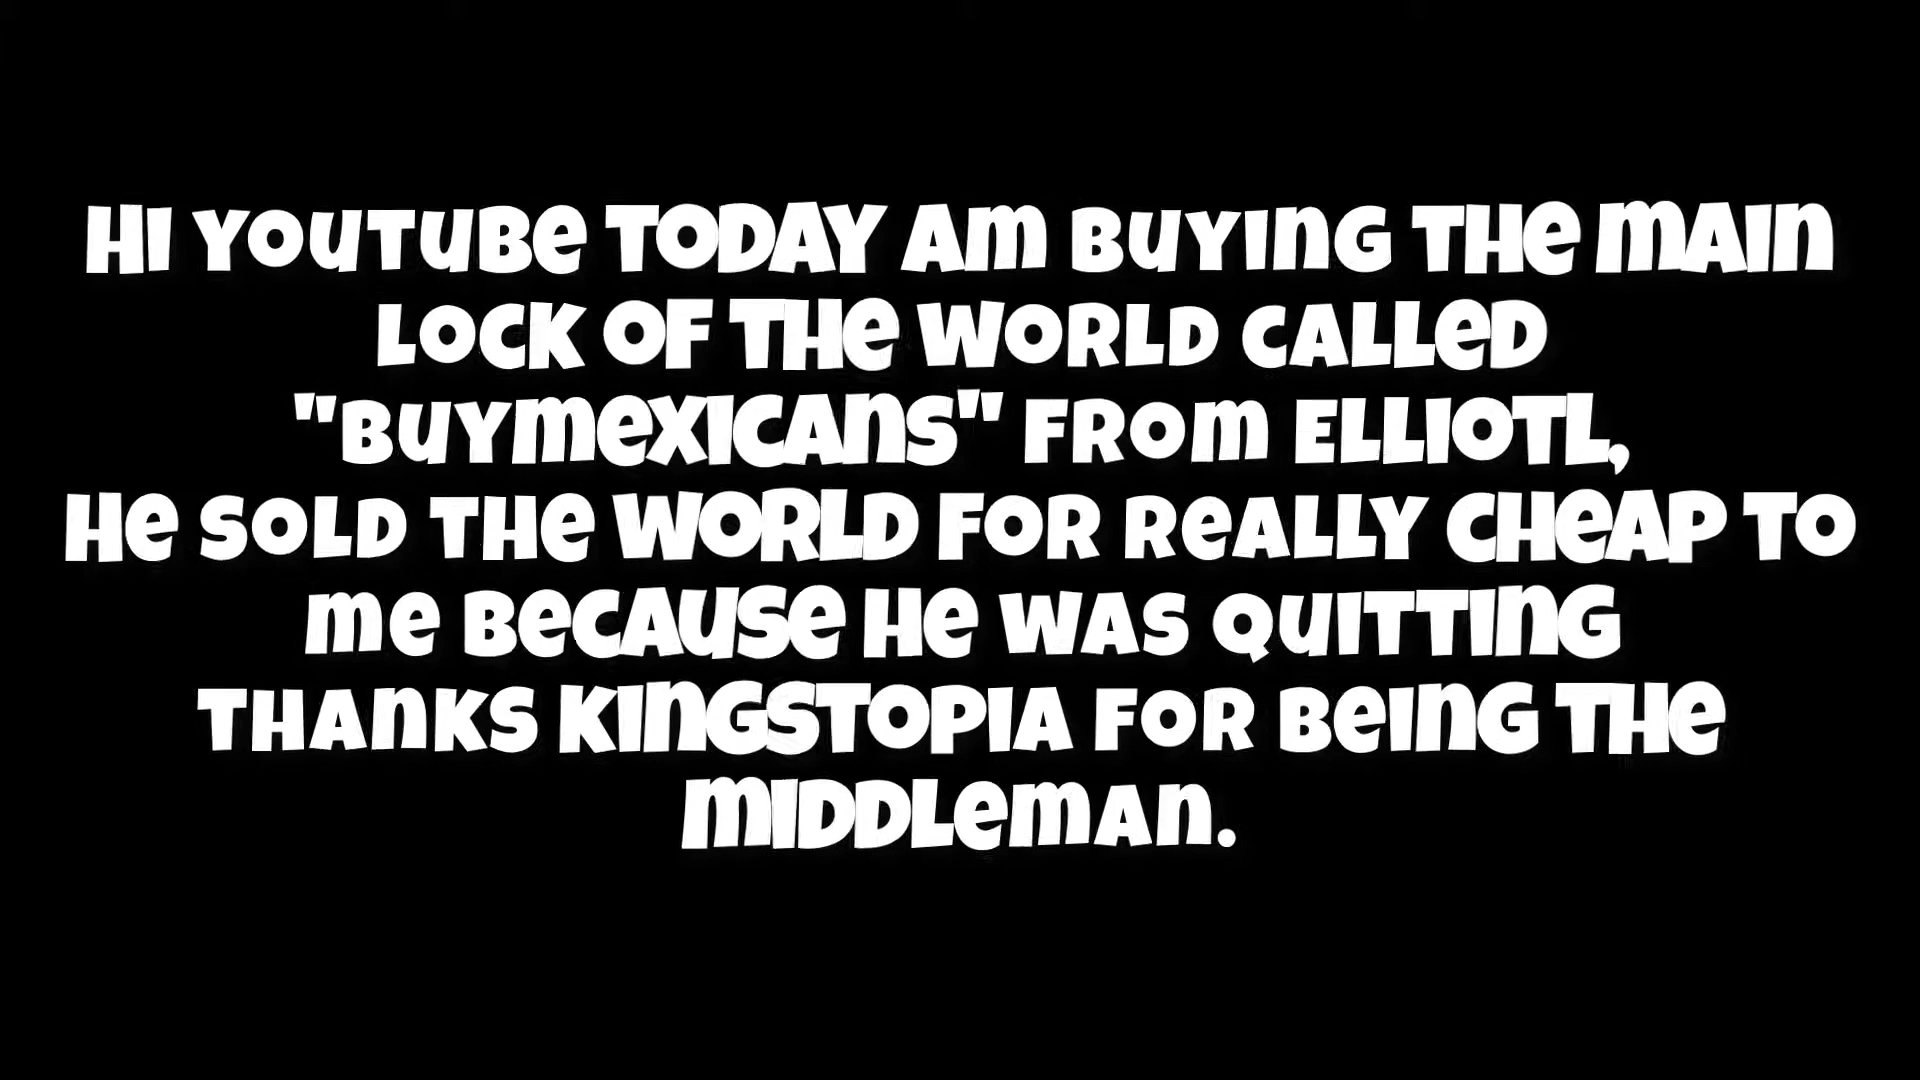 HI YOUTUBE TODAY AM BUYING THE MAIN
LOCK OF THE WORLD CALLED
"BUYMEXICANS" FROM ELLIOTL,
HE SOLD THE WORLD FOR REALLY CHEAP TO
ME BECAUSE HE WAS QUITTING
THANKS KINGSTOPIA FOR BEING THE
MIDDLEMAN.